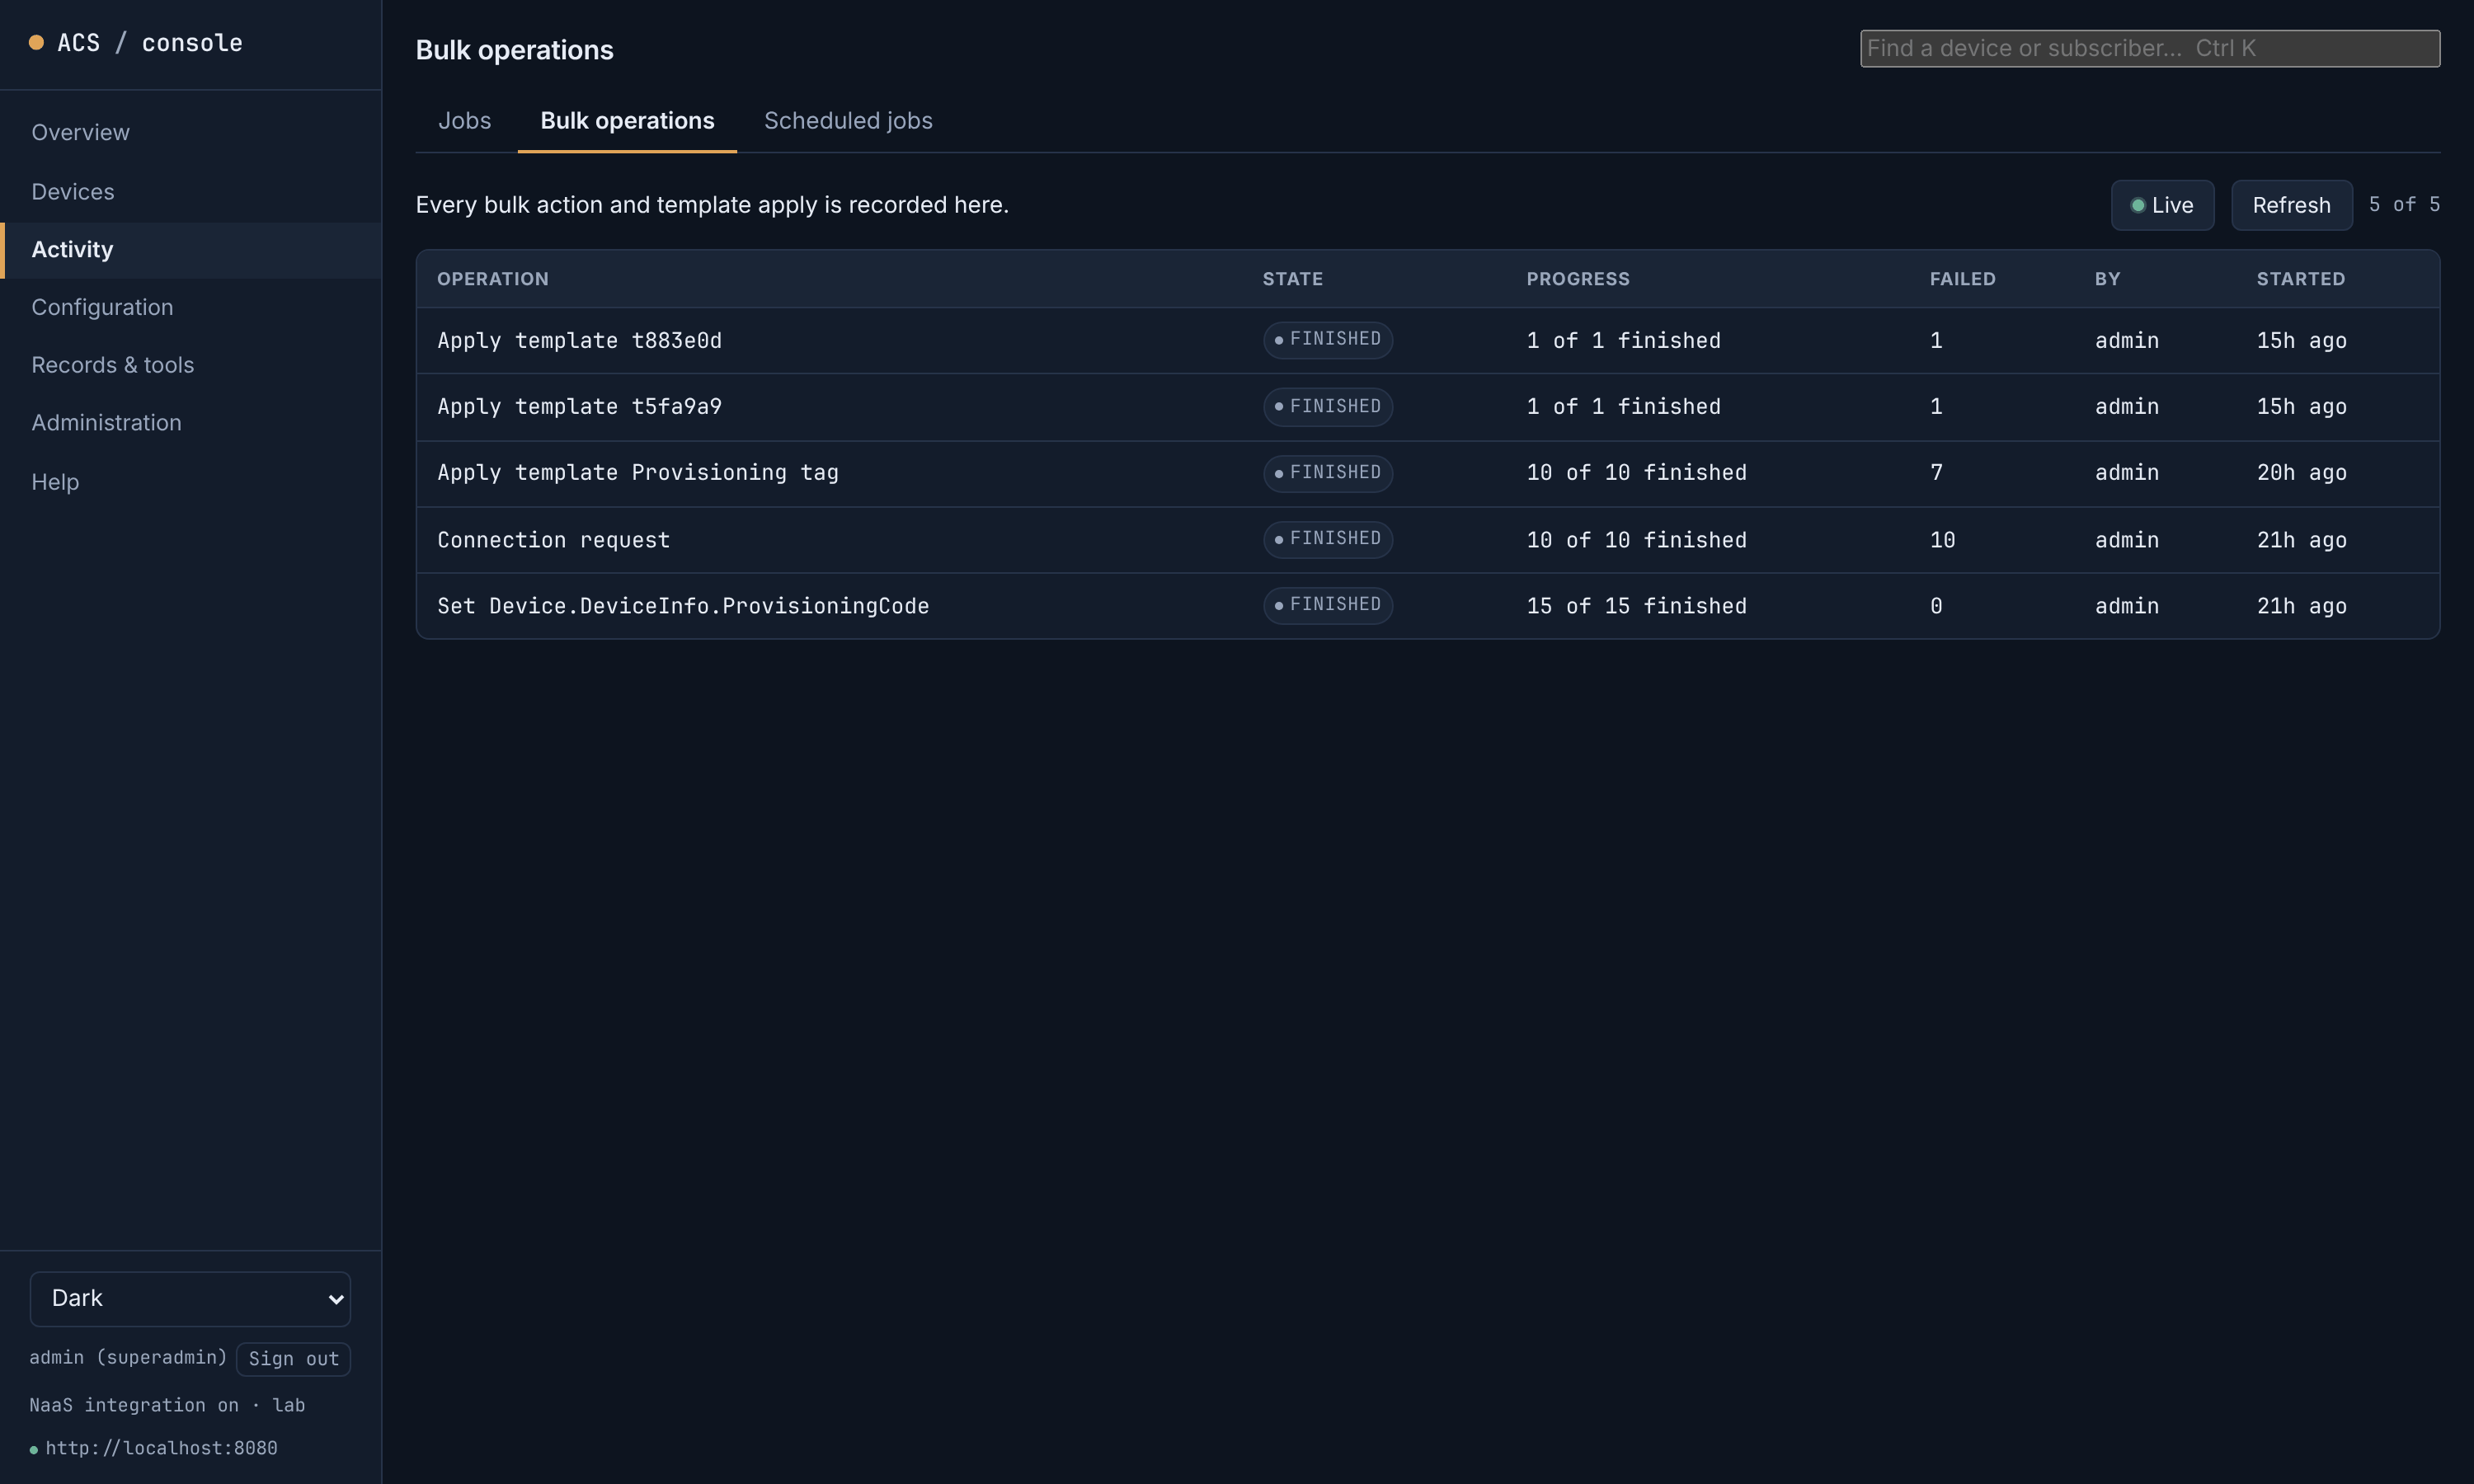 ACS / console
Bulk operations
Find a device or subscriber... Ctrl K
Overview
Devices
Activity
Configuration
Records & tools
Administration
Help
Jobs
Bulk operations
Scheduled jobs
Every bulk action and template apply is recorded here.
Live
Refresh
5 of 5
OPERATION STATE PROGRESS FAILED BY STARTED
Apply template t883e0d FINISHED 1 of 1 finished 1 admin 15h ago
Apply template t5fa9a9 FINISHED 1 of 1 finished 1 admin 15h ago
Apply template Provisioning tag FINISHED 10 of 10 finished 7 admin 20h ago
Connection request FINISHED 10 of 10 finished 10 admin 21h ago
Set Device.DeviceInfo.ProvisioningCode FINISHED 15 of 15 finished 0 admin 21h ago
Dark
admin (superadmin) Sign out
NaaS integration on · lab
http://localhost:8080